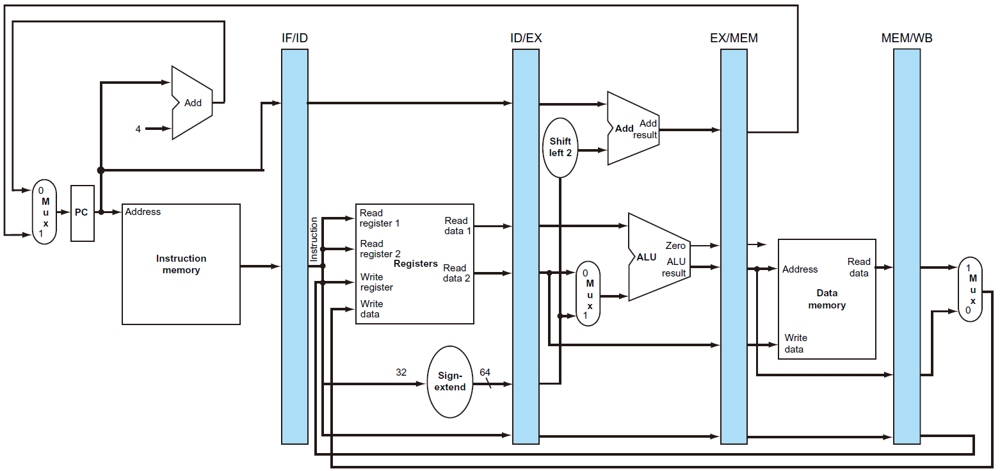 IF/ID
ID/EX
EX/MEM
MEM/WB
Add
4
0
M
u
x
1
PC
Address
Instruction
memory
Instruction
Read
register 1
Read
register 2
Write
register
Write
data
Registers
Read
data 1
Read
data 2
32
Sign-
extend
64
Shift
left 2
Add
Add
result
0
M
u
x
1
ALU
Zero
ALU
result
Address
Read
data
Data
memory
Write
data
1
M
u
x
0